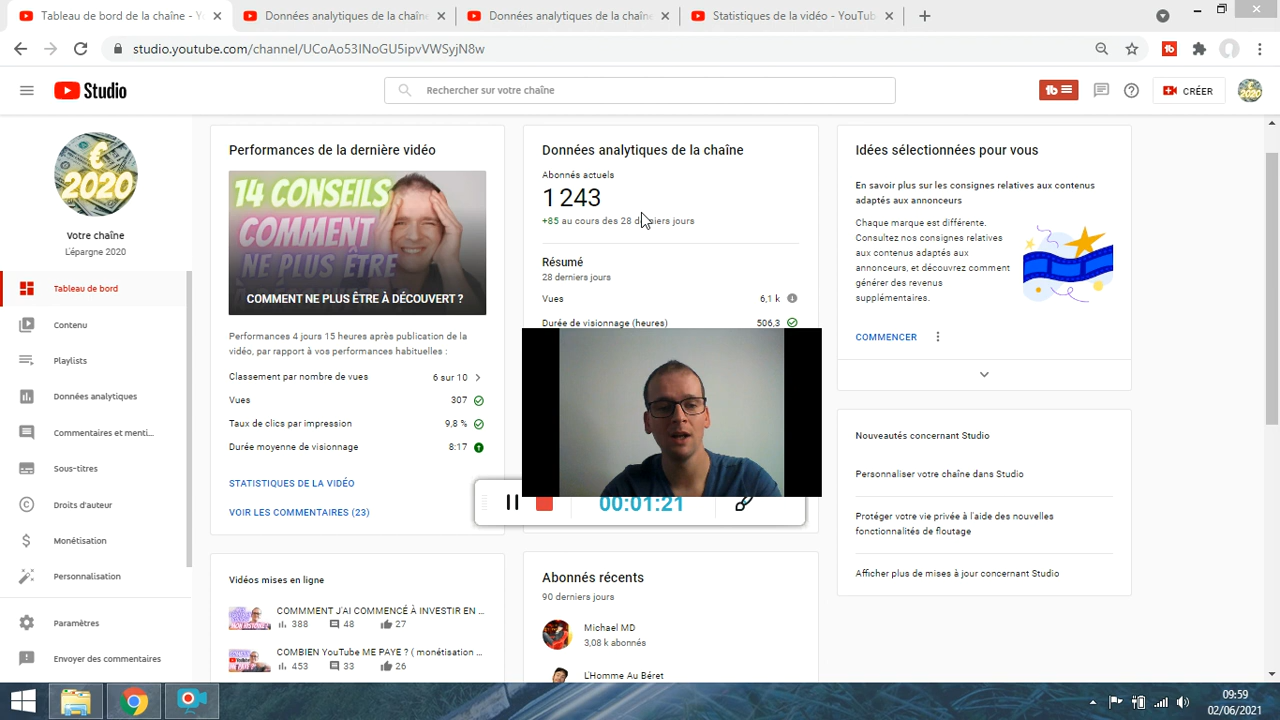 Tableau de bord de la chaîne - Y
Données analytiques de la chaîne
Données analytiques de la chaîne
Statistiques de la vidéo - YouTub
studio.youtube.com/channel/UCoAo53INoGU5ipvVWSyjN8w
tb
Studio
Rechercher sur votre chaîne
tb
CRÉER
€
2020
Votre chaîne
L'épargne 2020
Tableau de bord
Contenu
Playlists
Données analytiques
Commentaires et menti...
Sous-titres
Droits d'auteur
Monétisation
Personnalisation
Paramètres
Envoyer des commentaires
Performances de la dernière vidéo
14 CONSEILS
COMMENT
NE PLUS ÊTRE
COMMENT NE PLUS ÊTRE À DÉCOUVERT ?
Performances 4 jours 15 heures après publication de la
vidéo, par rapport à vos performances habituelles :
Classement par nombre de vues 6 sur 10
Vues 307
Taux de clics par impression 9,8 %
Durée moyenne de visionnage 8:17
STATISTIQUES DE LA VIDÉO
VOIR LES COMMENTAIRES (23)
Vidéos mises en ligne
COMMMENT J'AI COMMENCÉ À INVESTIR EN ...
388 48 27
COMBIEN YouTube ME PAYE ? ( monétisation ...
453 33 26
Données analytiques de la chaîne
Abonnés actuels
1 243
+85 au cours des 28 derniers jours
Résumé
28 derniers jours
Vues 6,1 k
Durée de visionnage (heures) 506,3
00:01:21
Abonnés récents
90 derniers jours
Michael MD
3,08 k abonnés
L'Homme Au Béret
Idées sélectionnées pour vous
En savoir plus sur les consignes relatives aux contenus
adaptés aux annonceurs
Chaque marque est différente.
Consultez nos consignes relatives
aux contenus adaptés aux
annonceurs, et découvrez comment
générer des revenus
supplémentaires.
COMMENCER
Nouveautés concernant Studio
Personnaliser votre chaîne dans Studio
Protéger votre vie privée à l'aide des nouvelles
fonctionnalités de floutage
Afficher plus de mises à jour concernant Studio
09:59
02/06/2021